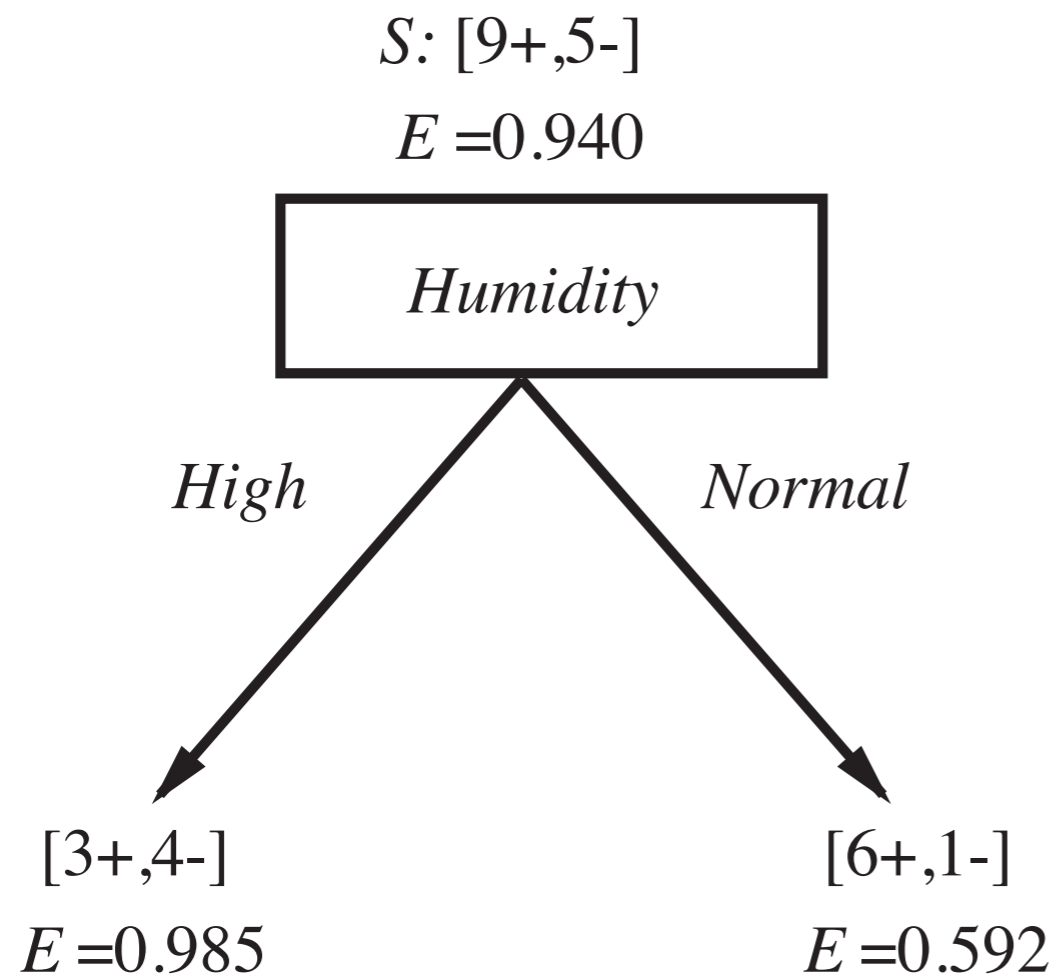 S: [9+,5-]
E =0.940
Humidity
High
Normal
[3+,4-]
E =0.985
[6+,1-]
E =0.592